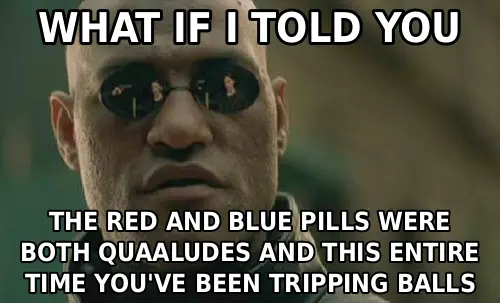 WHAT IF I TOLD YOU
THE RED AND BLUE PILLS WERE
BOTH QUAALUDES AND THIS ENTIRE
TIME YOU'VE BEEN TRIPPING BALLS